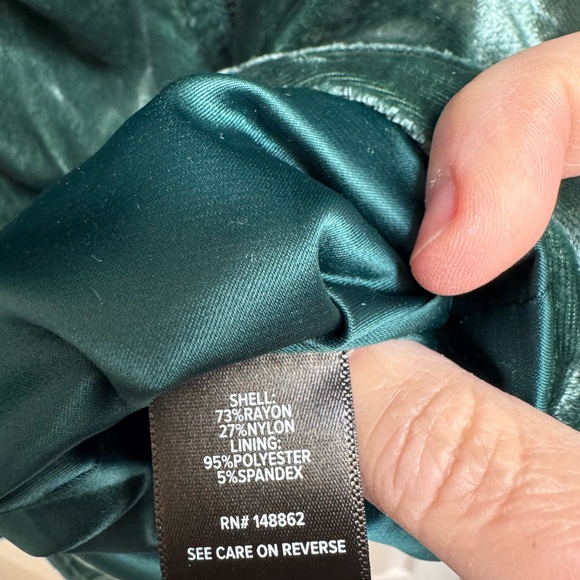 SHELL:
73%RAYON
27%NYLON
LINING:
95%POLYESTER
5%SPANDEX
RN# 148862
SEE CARE ON REVERSE